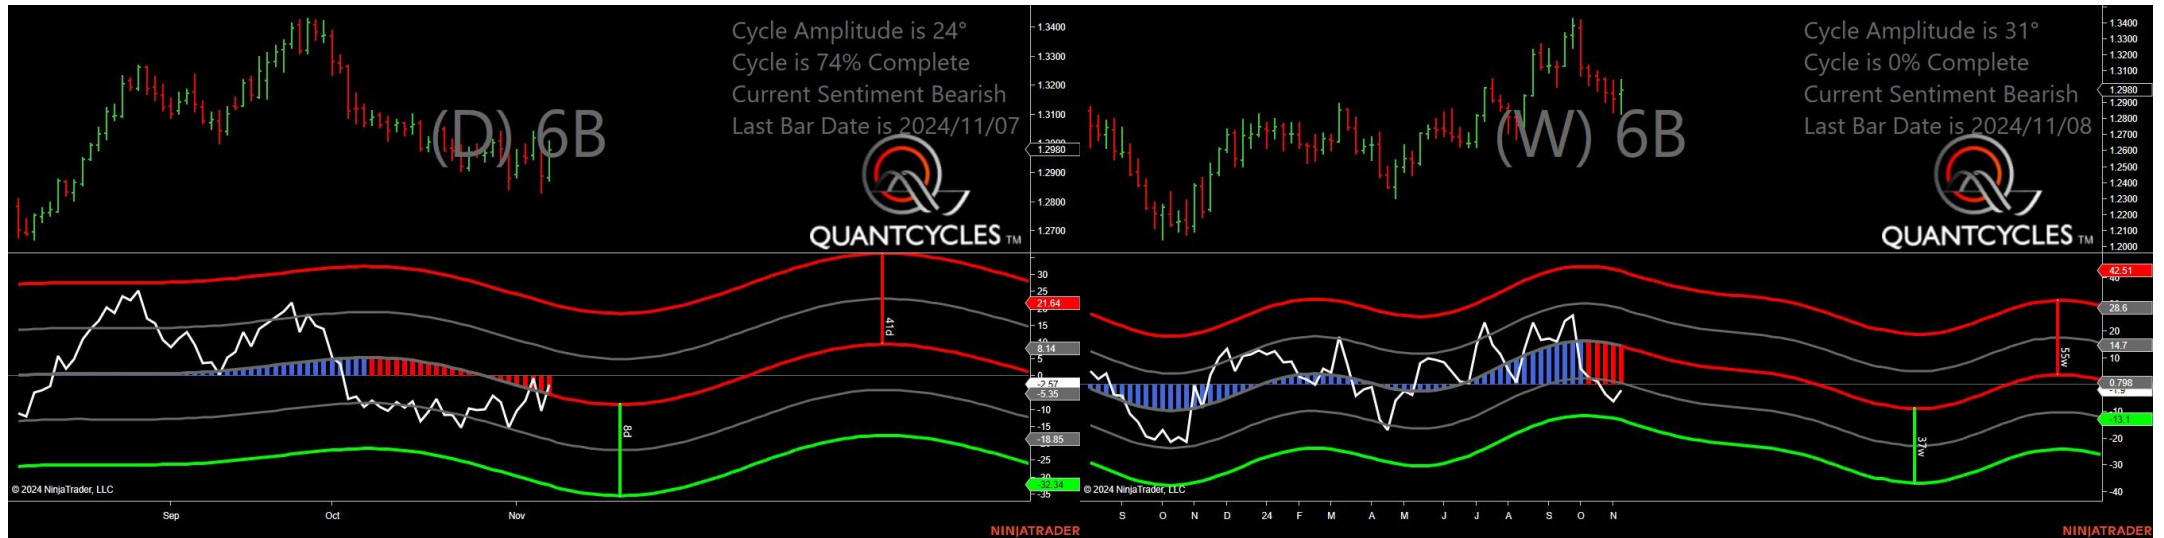 Cycle Amplitude is 24°
Cycle is 74% Complete
Current Sentiment Bearish
Last Bar Date is 2024/11/07
(D) 6B
QUANTCYCLES TM
1.3400
1.3300
1.3200
1.3100
1.2980
1.2900
1.2800
1.2700
30
25
21.64
15
8.14
5
0
-2.57
-5.35
-10
-15
-18.85
-25
-32.34
-35
41d
8d
© 2024 NinjaTrader, LLC
Sep
Oct
Nov
NINJATRADER
Cycle Amplitude is 31°
Cycle is 0% Complete
Current Sentiment Bearish
Last Bar Date is 2024/11/08
(W) 6B
QUANTCYCLES TM
1.3400
1.3300
1.3200
1.3100
1.2980
1.2900
1.2800
1.2700
1.2600
1.2500
1.2400
1.2300
1.2200
1.2100
1.2000
42.51
28.6
20
14.7
10
0.798
-1.9
-13.1
-20
-30
-40
55w
37w
© 2024 NinjaTrader, LLC
S O N D 24 F M A M J J A S O N
NINJATRADER